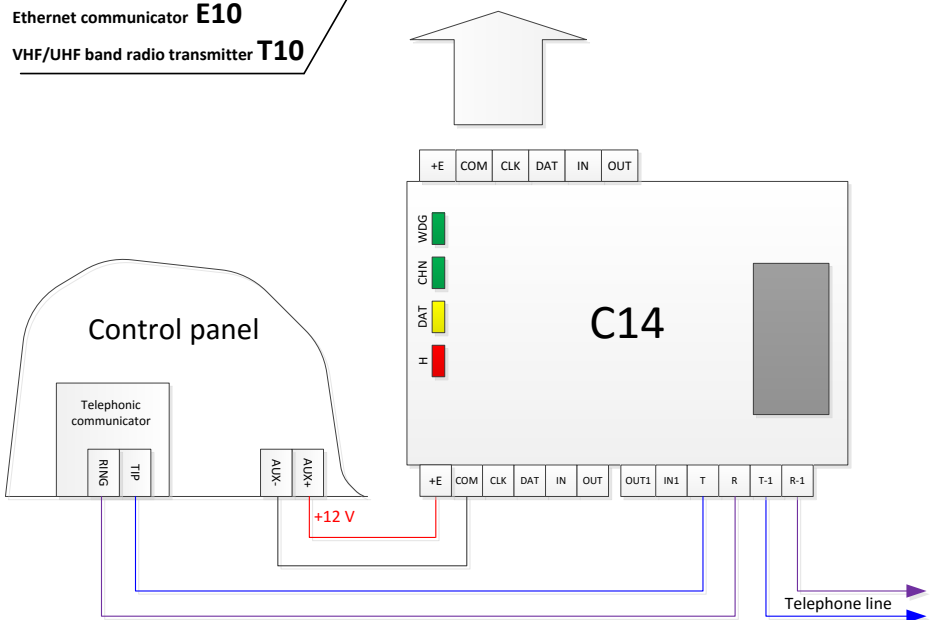 Ethernet communicator E10
VHF/UHF band radio transmitter T10
+E COM CLK DAT IN OUT
WDG
CHN
DAT
H
C14
Control panel
Telephonic
communicator
RING TIP AUX- AUX+
+E COM CLK DAT IN OUT OUT1 IN1 T R T-1 R-1
+12 V
Telephone line